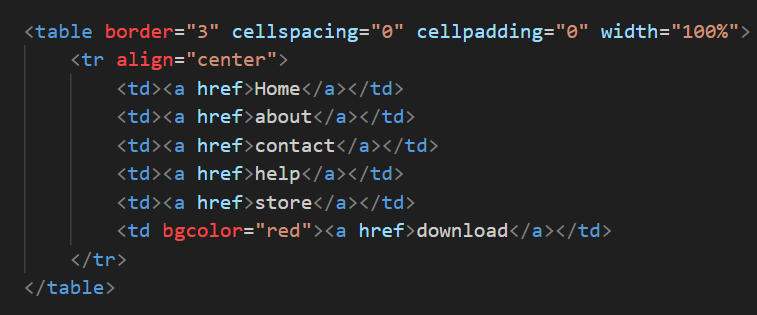 <table border="3" cellspacing="0" cellpadding="0" width="100%">
<tr align="center">
<td><a href>Home</a></td>
<td><a href>about</a></td>
<td><a href>contact</a></td>
<td><a href>help</a></td>
<td><a href>store</a></td>
<td bgcolor="red"><a href>download</a></td>
</tr>
</table>